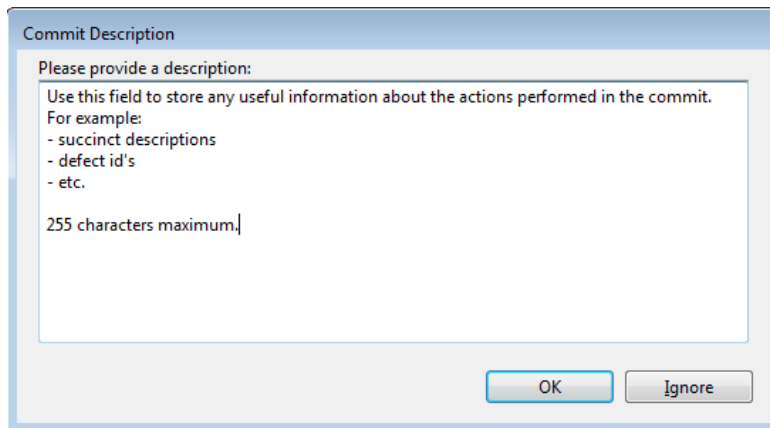 Commit Description
Please provide a description:
Use this field to store any useful information about the actions performed in the commit.
For example:
- succinct descriptions
- defect id's
- etc.
255 characters maximum.
OK
Ignore